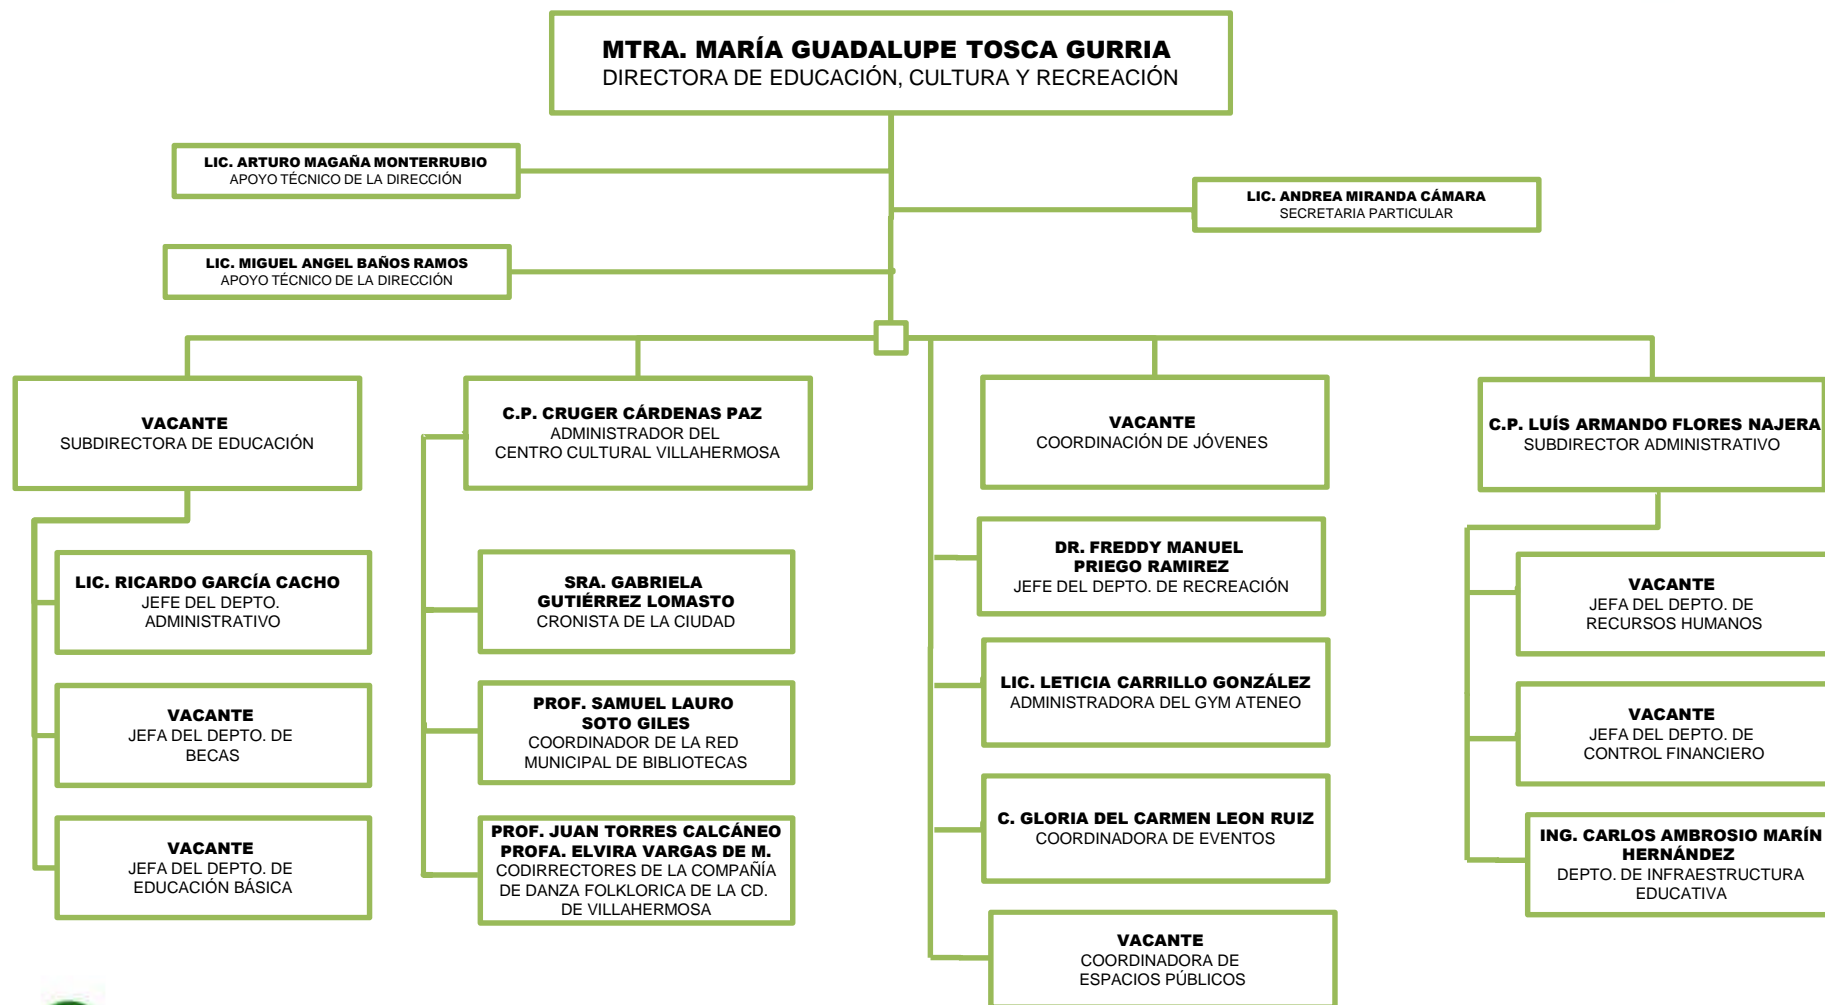 MTRA. MARÍA GUADALUPE TOSCA GURRIA
DIRECTORA DE EDUCACIÓN, CULTURA Y RECREACIÓN
LIC. ARTURO MAGAÑA MONTERRUBIO
APOYO TÉCNICO DE LA DIRECCIÓN
LIC. ANDREA MIRANDA CÁMARA
SECRETARIA PARTICULAR
LIC. MIGUEL ANGEL BAÑOS RAMOS
APOYO TÉCNICO DE LA DIRECCIÓN
VACANTE
SUBDIRECTORA DE EDUCACIÓN
LIC. RICARDO GARCÍA CACHO
JEFE DEL DEPTO.
ADMINISTRATIVO
VACANTE
JEFA DEL DEPTO. DE
BECAS
VACANTE
JEFA DEL DEPTO. DE
EDUCACIÓN BÁSICA
C.P. CRUGER CÁRDENAS PAZ
ADMINISTRADOR DEL
CENTRO CULTURAL VILLAHERMOSA
SRA. GABRIELA
GUTIÉRREZ LOMASTO
CRONISTA DE LA CIUDAD
PROF. SAMUEL LAURO
SOTO GILES
COORDINADOR DE LA RED
MUNICIPAL DE BIBLIOTECAS
PROF. JUAN TORRES CALCÁNEO
PROFA. ELVIRA VARGAS DE M.
CODIRRECTORES DE LA COMPAÑÍA
DE DANZA FOLKLORICA DE LA CD.
DE VILLAHERMOSA
VACANTE
COORDINACIÓN DE JÓVENES
DR. FREDDY MANUEL
PRIEGO RAMIREZ
JEFE DEL DEPTO. DE RECREACIÓN
LIC. LETICIA CARRILLO GONZÁLEZ
ADMINISTRADORA DEL GYM ATENEO
C. GLORIA DEL CARMEN LEON RUIZ
COORDINADORA DE EVENTOS
VACANTE
COORDINADORA DE
ESPACIOS PÚBLICOS
C.P. LUÍS ARMANDO FLORES NAJERA
SUBDIRECTOR ADMINISTRATIVO
VACANTE
JEFA DEL DEPTO. DE
RECURSOS HUMANOS
VACANTE
JEFA DEL DEPTO. DE
CONTROL FINANCIERO
ING. CARLOS AMBROSIO MARÍN
HERNÁNDEZ
DEPTO. DE INFRAESTRUCTURA
EDUCATIVA